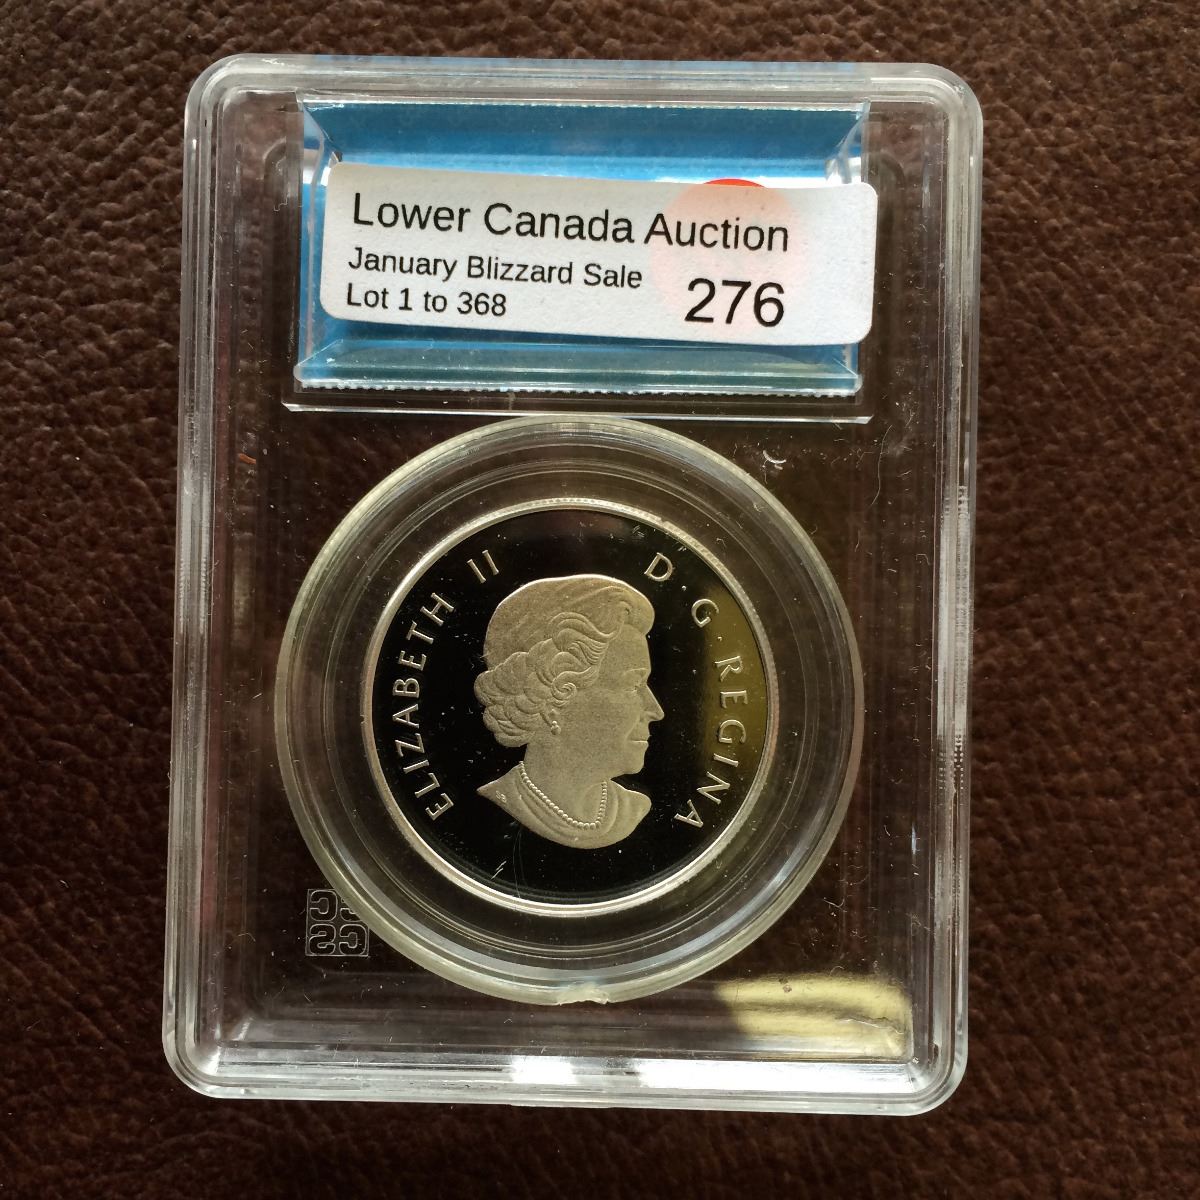 Lower Canada Auction
January Blizzard Sale
Lot 1 to 368
276
ELIZABETH II D·G·REGINA